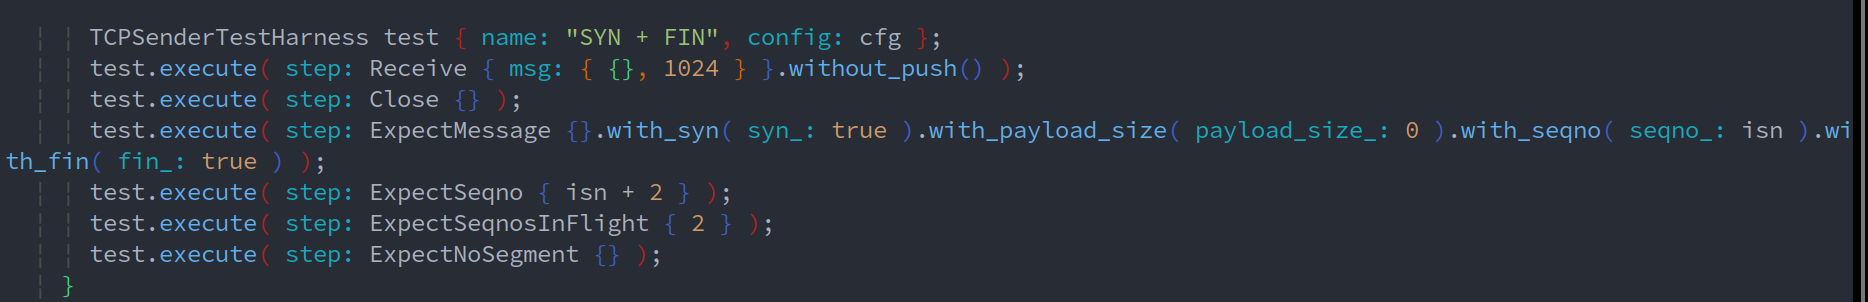 TCPSenderTestHarness test { name: "SYN + FIN", config: cfg };
test.execute( step: Receive { msg: { {}, 1024 } }.without_push() );
test.execute( step: Close {} );
test.execute( step: ExpectMessage {}.with_syn( syn_: true ).with_payload_size( payload_size_: 0 ).with_seqno( seqno_: isn ).wi
th_fin( fin_: true ) );
test.execute( step: ExpectSeqno { isn + 2 } );
test.execute( step: ExpectSeqnosInFlight { 2 } );
test.execute( step: ExpectNoSegment {} );
}